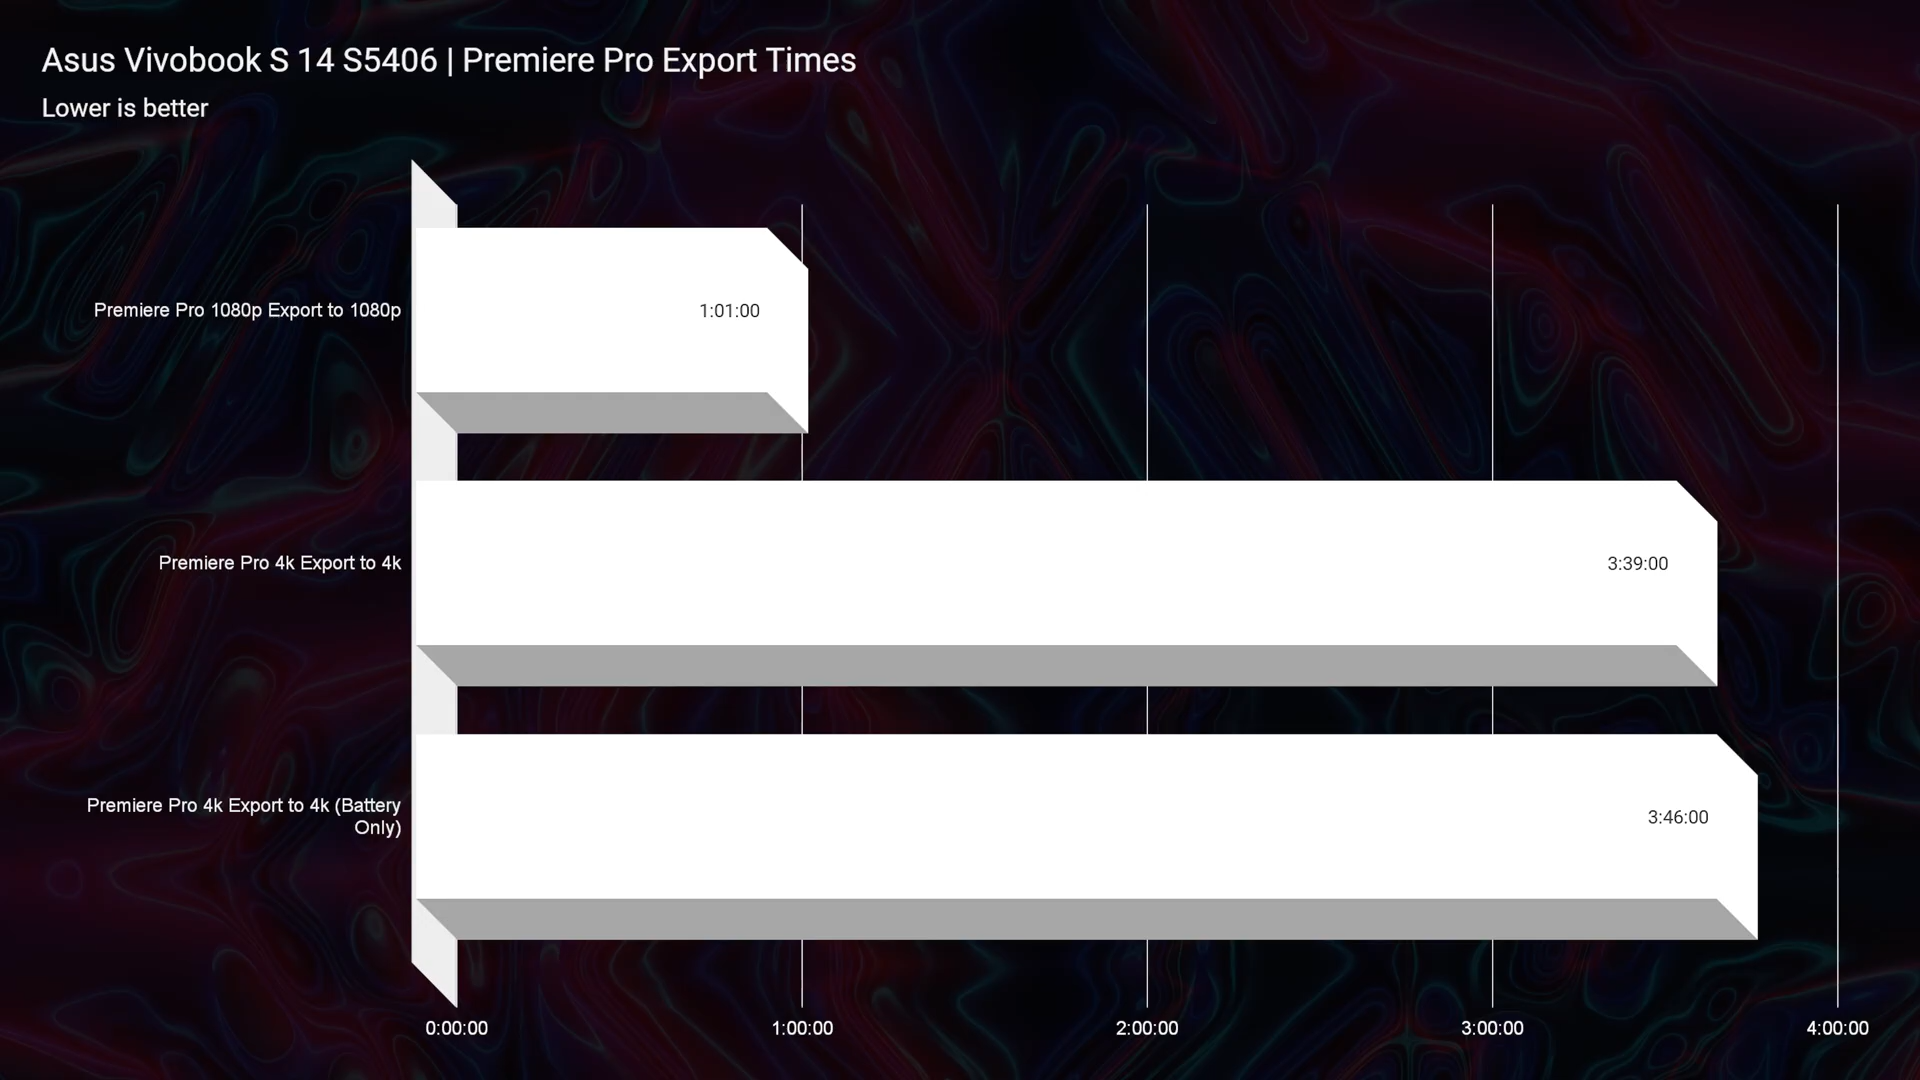 Asus Vivobook S 14 S5406 | Premiere Pro Export Times
Lower is better
Premiere Pro 1080p Export to 1080p
1:01:00
Premiere Pro 4k Export to 4k
3:39:00
Premiere Pro 4k Export to 4k (Battery
Only)
3:46:00
0:00:00 1:00:00 2:00:00 3:00:00 4:00:00